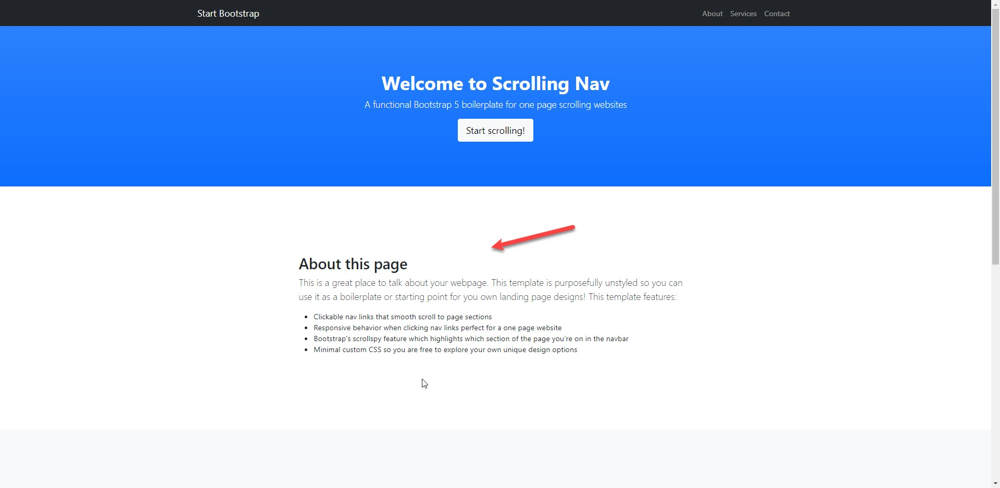 Start Bootstrap
About Services Contact
Welcome to Scrolling Nav
A functional Bootstrap 5 boilerplate for one page scrolling websites
Start scrolling!
About this page
This is a great place to talk about your webpage. This template is purposefully unstyled so you can
use it as a boilerplate or starting point for you own landing page designs! This template features:
• Clickable nav links that smooth scroll to page sections
• Responsive behavior when clicking nav links perfect for a one page website
• Bootstrap's scrollspy feature which highlights which section of the page you're on in the navbar
• Minimal custom CSS so you are free to explore your own unique design options